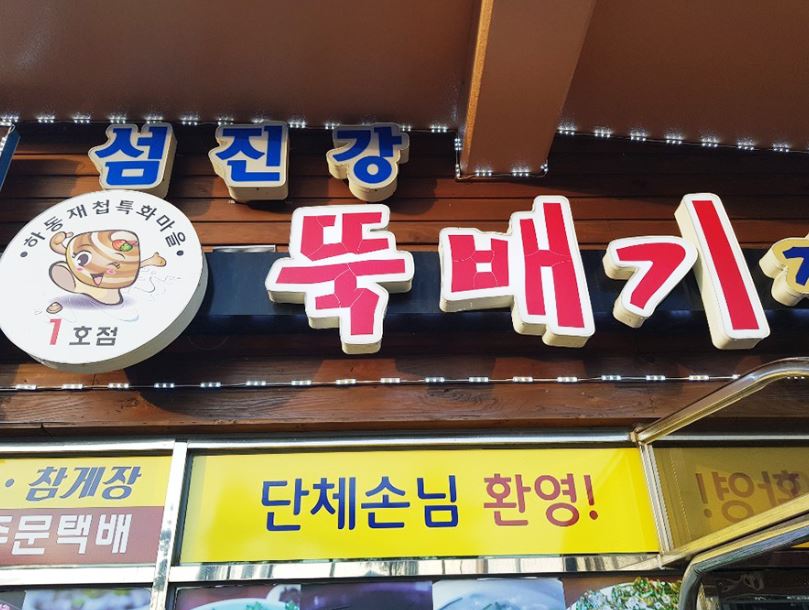 섬진강
하동재첩특화마을
1호점
뚝배기
· 참게장
주문택배
단체손님 환영!